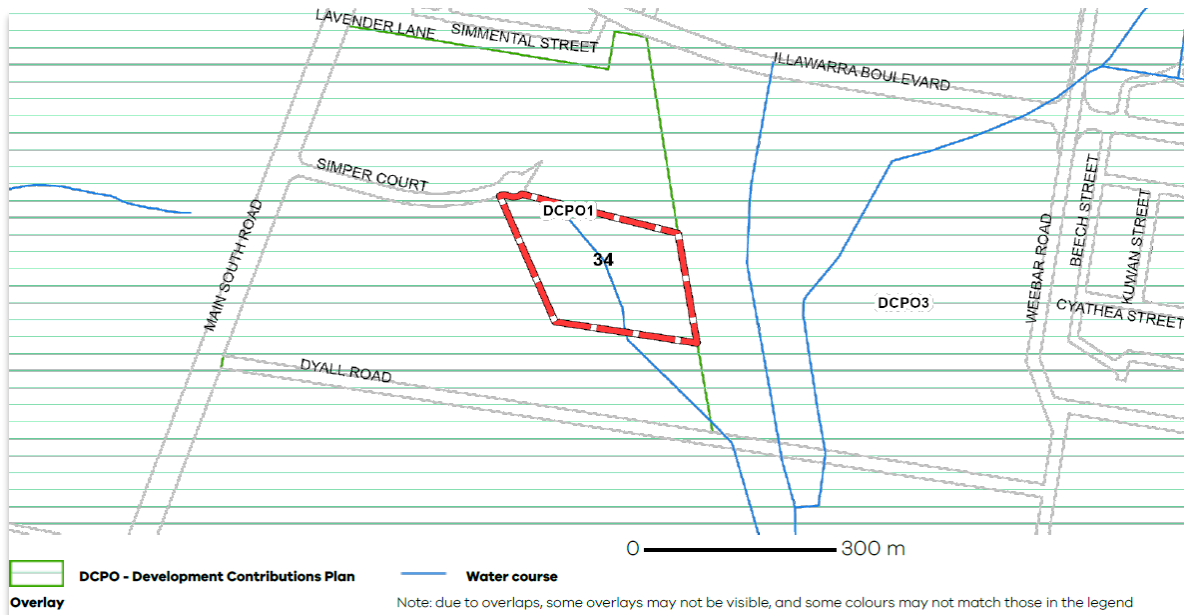 LAVENDER LANE
SIMMENTAL STREET
ILLAWARRA BOULEVARD
SIMPER COURT
DCPO1
34
MAIN SOUTH ROAD
DCPO3
WEEBAR ROAD
BEECH STREET
KUWAN STREET
CYATHEA STREET
DYALL ROAD
0 300 m
DCPO - Development Contributions Plan
Overlay
Water course
Note: due to overlaps, some overlays may not be visible, and some colours may not match those in the legend